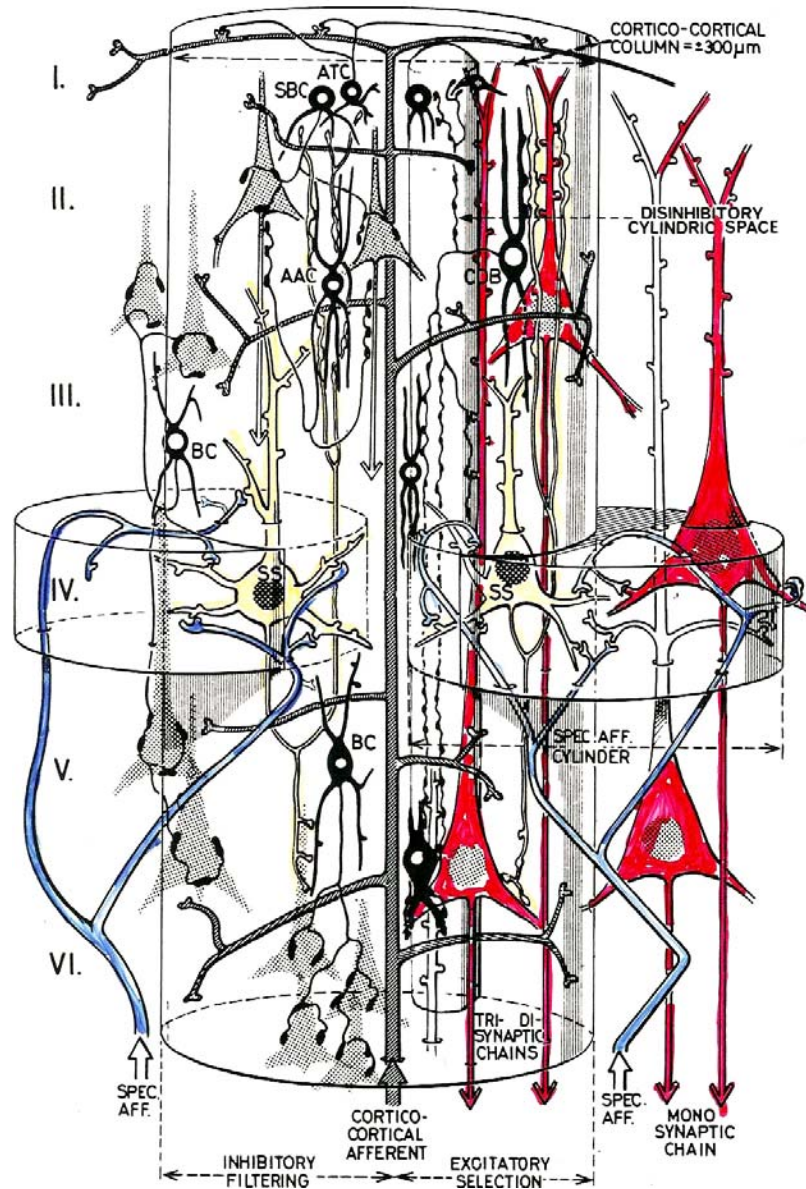 CORTICO-CORTICAL
COLUMN = ±300µm
I.
ATC
SBC
II.
DISINHIBITORY
CYLINDRIC SPACE
AAC
CDB
III.
BC
IV.
SS
SS
SPEC. AFF.
CYLINDER
V.
BC
VI.
TRI- DI-
SYNAPTIC
CHAINS
SPEC.
AFF.
CORTICO-
CORTICAL
AFFERENT
SPEC.
AFF.
MONO
SYNAPTIC
CHAIN
INHIBITORY
FILTERING
EXCITATORY
SELECTION